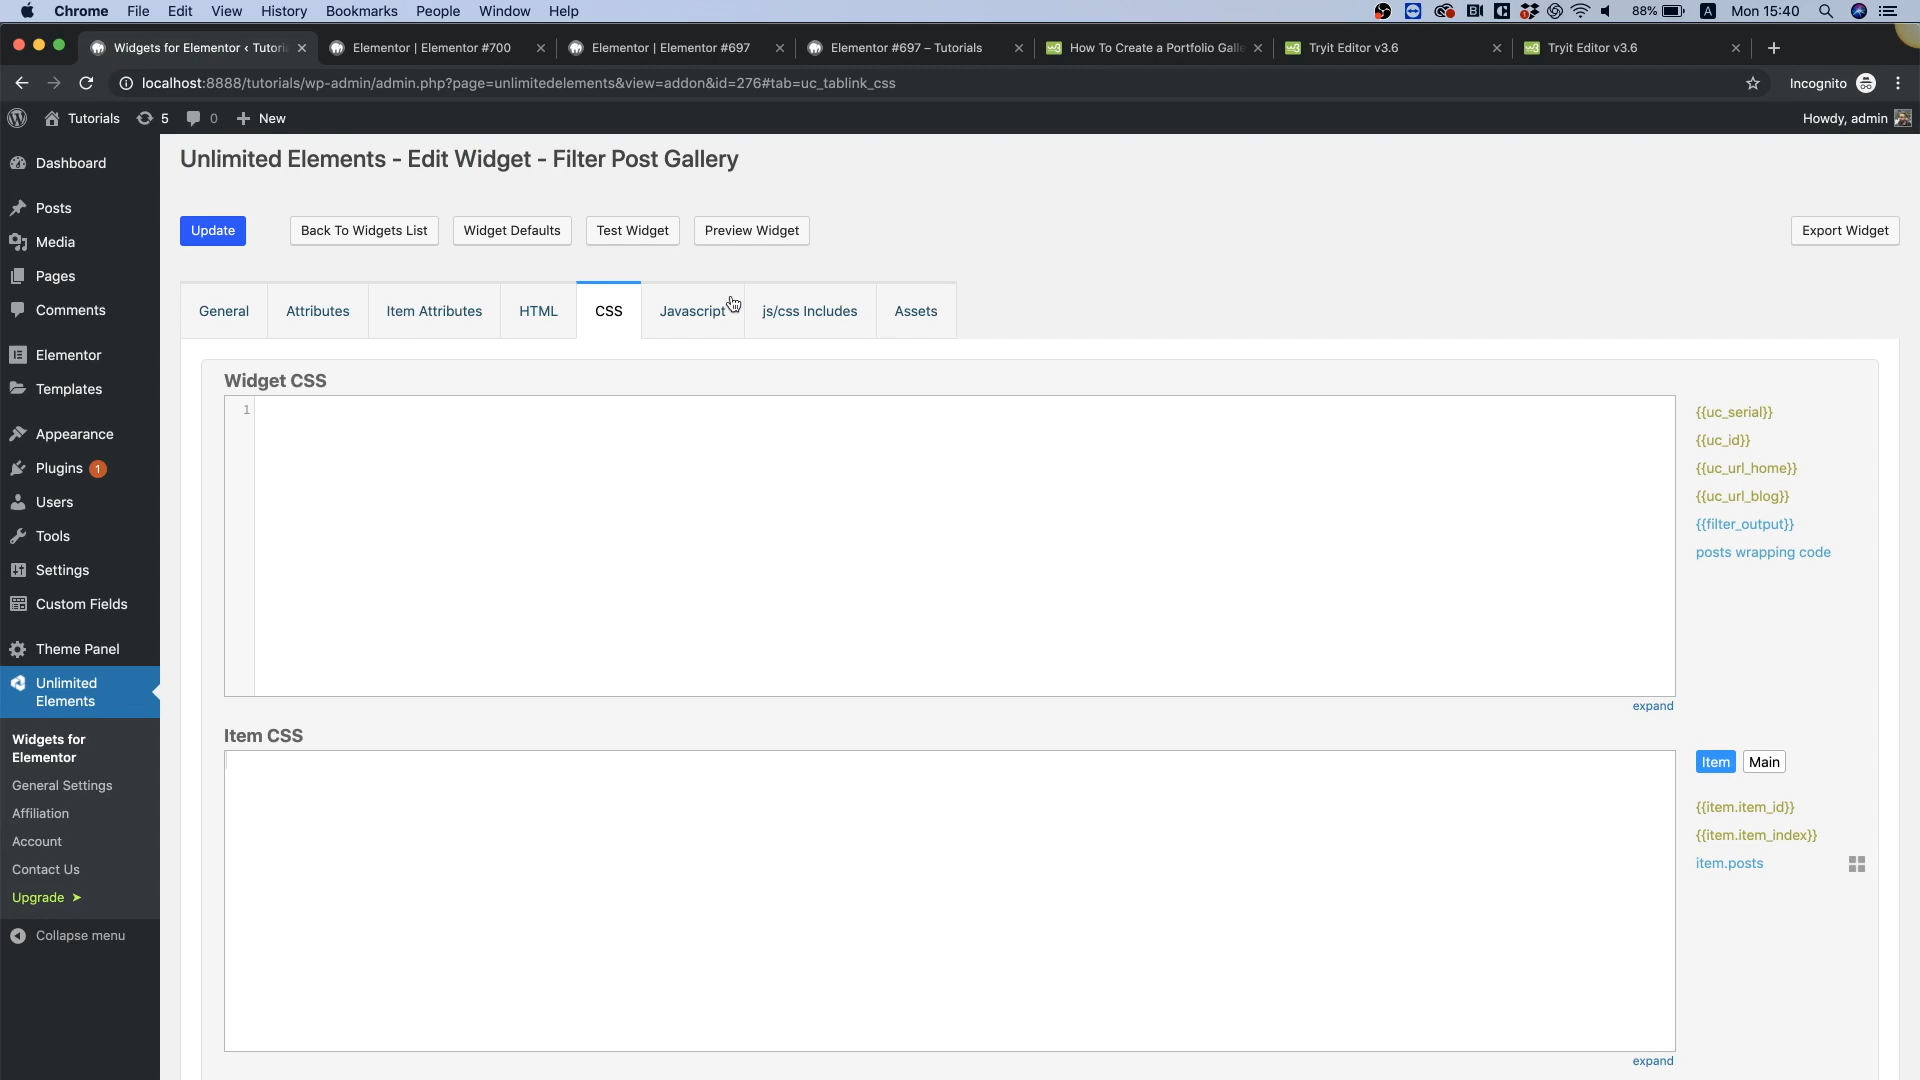 Chrome File Edit View History Bookmarks People Window Help 88% A Mon 15:40
Widgets for Elementor ‹ Tutori Elementor | Elementor #700 Elementor | Elementor #697 Elementor #697 – Tutorials How To Create a Portfolio Galle Tryit Editor v3.6 Tryit Editor v3.6
localhost:8888/tutorials/wp-admin/admin.php?page=unlimitedelements&view=addon&id=276#tab=uc_tablink_css Incognito
Tutorials 5 0 New Howdy, admin
Dashboard
Posts
Media
Pages
Comments
Elementor
Templates
Appearance
Plugins 1
Users
Tools
Settings
Custom Fields
Theme Panel
Unlimited
Elements
Widgets for
Elementor
General Settings
Affiliation
Account
Contact Us
Upgrade ➤
Collapse menu
Unlimited Elements - Edit Widget - Filter Post Gallery
Update Back To Widgets List Widget Defaults Test Widget Preview Widget Export Widget
General Attributes Item Attributes HTML CSS Javascript js/css Includes Assets
Widget CSS
1
{{uc_serial}}
{{uc_id}}
{{uc_url_home}}
{{uc_url_blog}}
{{filter_output}}
posts wrapping code
expand
Item CSS
Item Main
{{item.item_id}}
{{item.item_index}}
item.posts
expand